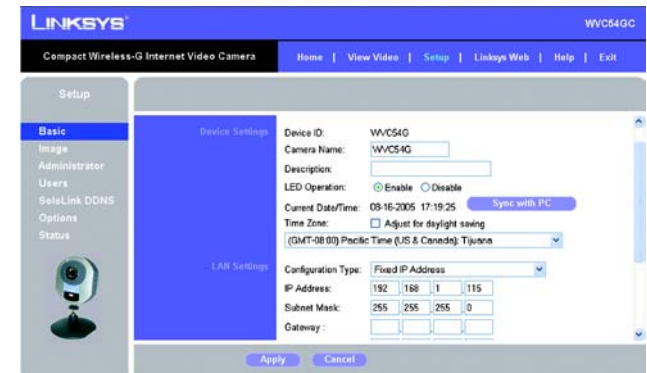 LINKSYS®
WVC54GC
Compact Wireless-G Internet Video Camera
Home | View Video | Setup | Linksys Web | Help | Exit
Setup
Basic
Image
Administrator
Users
SoloLink DDNS
Options
Status
Device Settings
Device ID: WVC54G
Camera Name: WVC54G
Description:
LED Operation: Enable Disable
Current Date/Time: 08-16-2005 17:19:25 Sync with PC
Time Zone: Adjust for daylight saving
(GMT-08:00) Pacific Time (US & Canada); Tijuana
LAN Settings
Configuration Type: Fixed IP Address
IP Address: 192 .168 .1 .115
Subnet Mask: 255 .255 .255 .0
Gateway : . . .
Apply Cancel